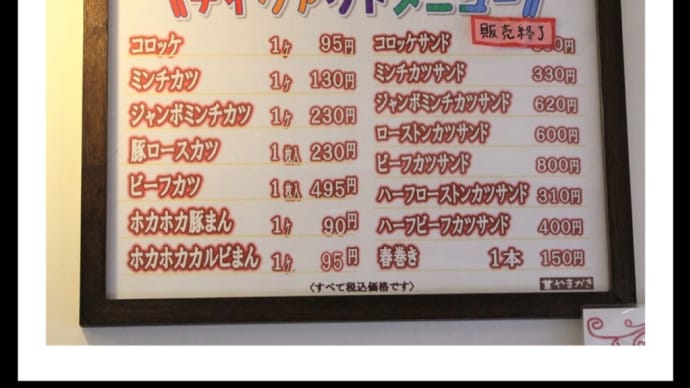 テイクアウトメニュー
販売終了
コロッケ 1ヶ 95円
ミンチカツ 1ヶ 130円
ジャンボミンチカツ 1ヶ 230円
豚ロースカツ 1枚入 230円
ビーフカツ 1枚入 495円
ホカホカ豚まん 1ヶ 90円
ホカホカカルビまん 1ヶ 95円
コロッケサンド 0円
ミンチカツサンド 330円
ジャンボミンチカツサンド 620円
ローストンカツサンド 600円
ビーフカツサンド 800円
ハーフローストンカツサンド 310円
ハーフビーフカツサンド 400円
春巻き 1本 150円
〈すべて税込価格です〉
やまがき